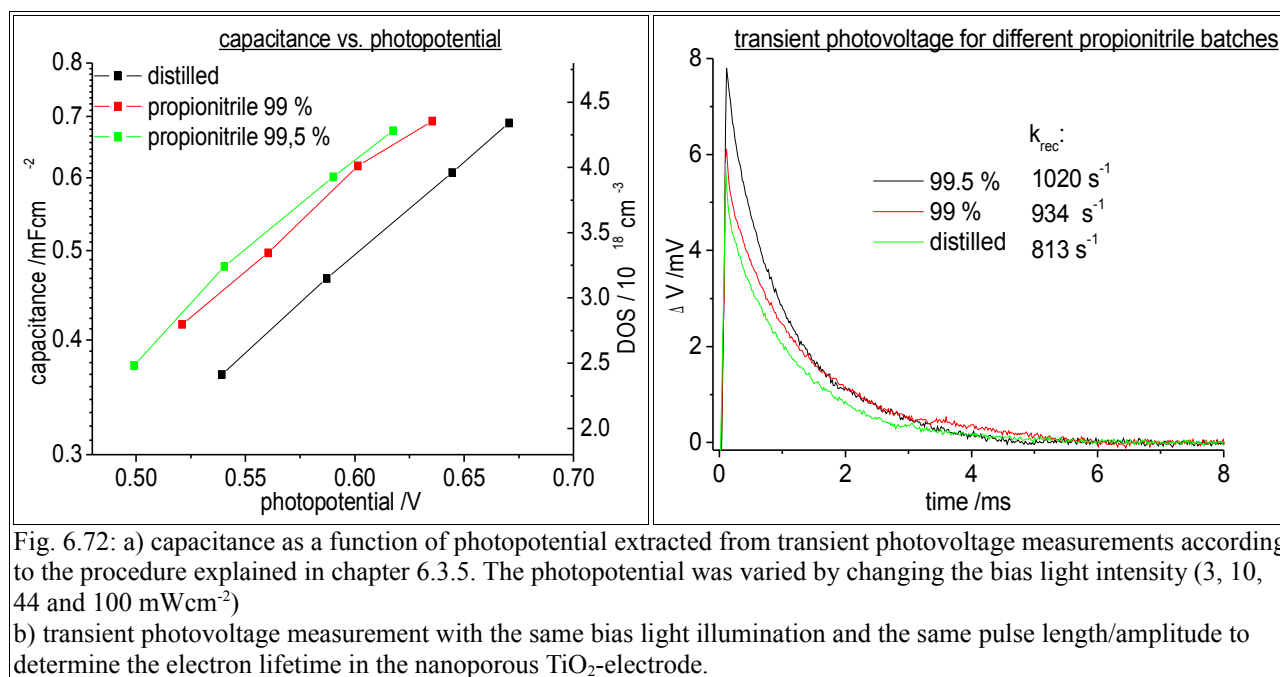 capacitance vs. photopotential
0.8
0.7
0.6
0.5
0.4
0.3
capacitance /mFcm-2
distilled
propionitrile 99 %
propionitrile 99,5 %
4.5
4.0
3.5
3.0
2.5
2.0
DOS / 10 18 cm-3
0.50 0.55 0.60 0.65 0.70
photopotential /V
transient photovoltage for different propionitrile batches
8
6
4
2
0
Δ V /mV
krec:
99.5 % 1020 s-1
99 % 934 s-1
distilled 813 s-1
0 2 4 6 8
time /ms
Fig. 6.72: a) capacitance as a function of photopotential extracted from transient photovoltage measurements according
to the procedure explained in chapter 6.3.5. The photopotential was varied by changing the bias light intensity (3, 10,
44 and 100 mWcm-2)
b) transient photovoltage measurement with the same bias light illumination and the same pulse length/amplitude to
determine the electron lifetime in the nanoporous TiO2-electrode.